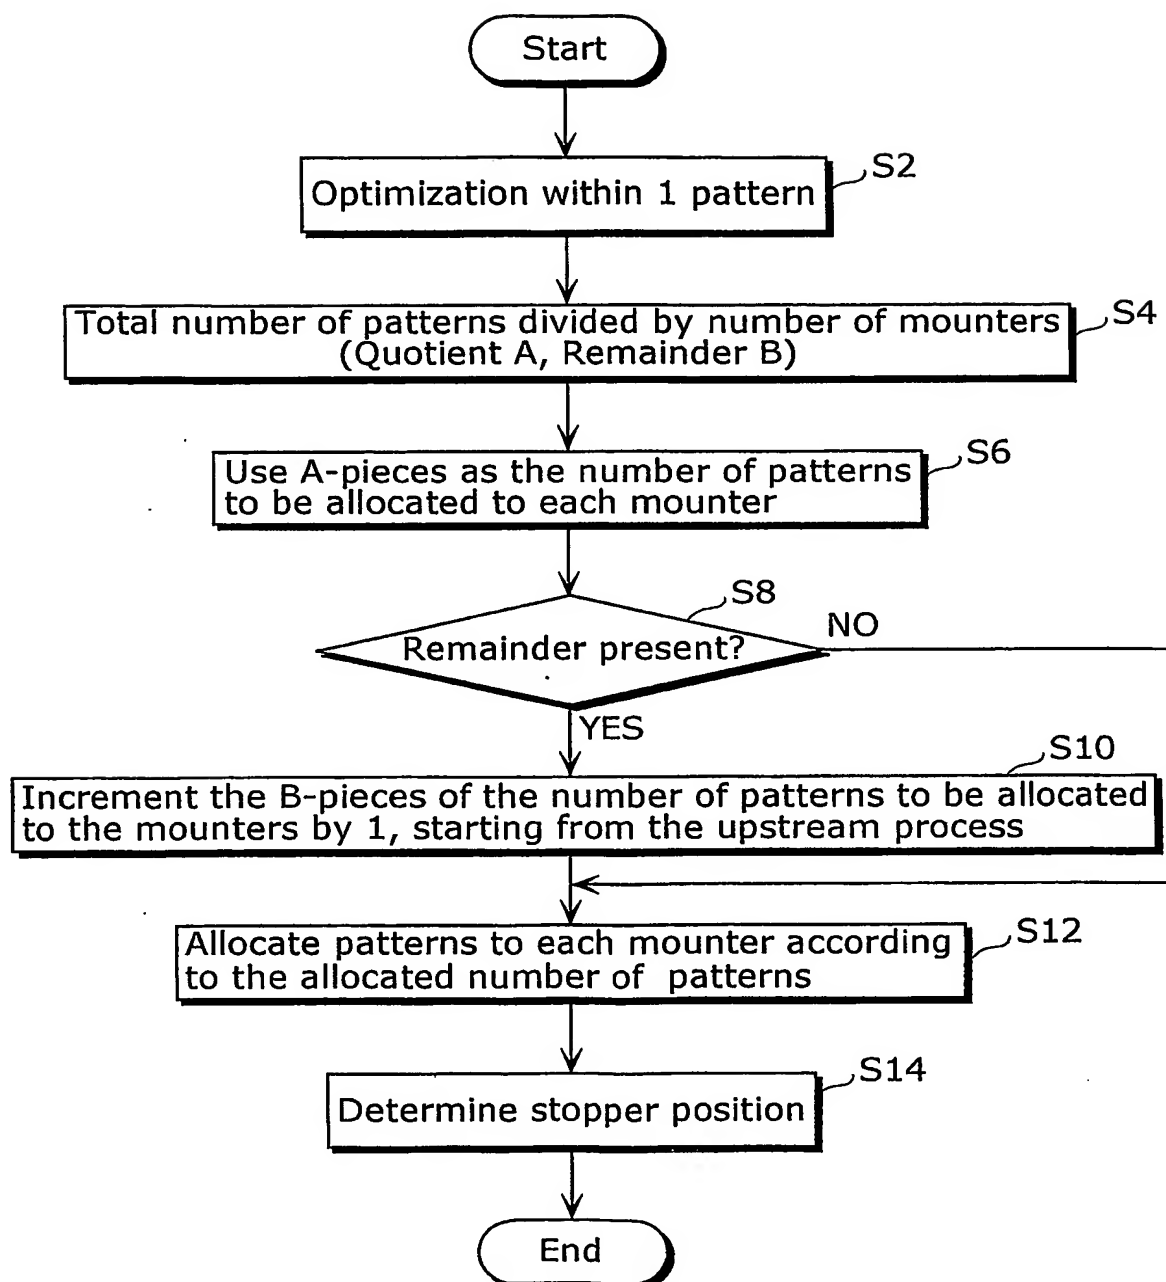 Start
Optimization within 1 pattern
S2
Total number of patterns divided by number of mounters
(Quotient A, Remainder B)
S4
Use A-pieces as the number of patterns
to be allocated to each mounter
S6
Remainder present?
S8
NO
YES
Increment the B-pieces of the number of patterns to be allocated
to the mounters by 1, starting from the upstream process
S10
Allocate patterns to each mounter according
to the allocated number of patterns
S12
Determine stopper position
S14
End